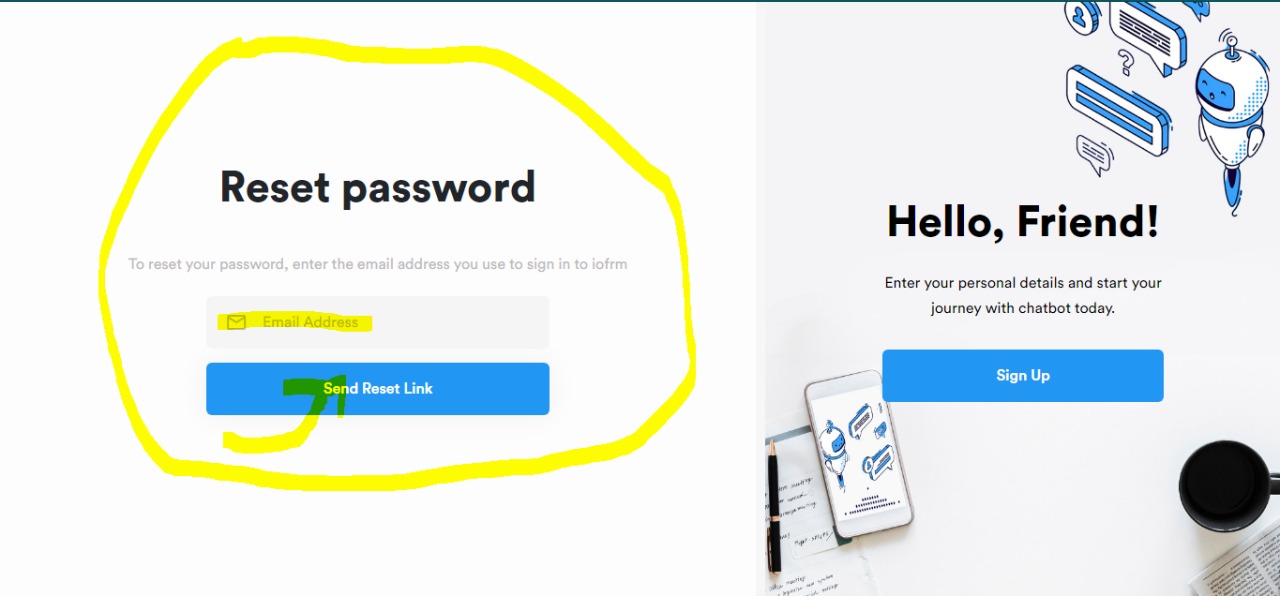 Reset password
To reset your password, enter the email address you use to sign in to iofrm
Email Address
Send Reset Link
Hello, Friend!
Enter your personal details and start your
journey with chatbot today.
Sign Up